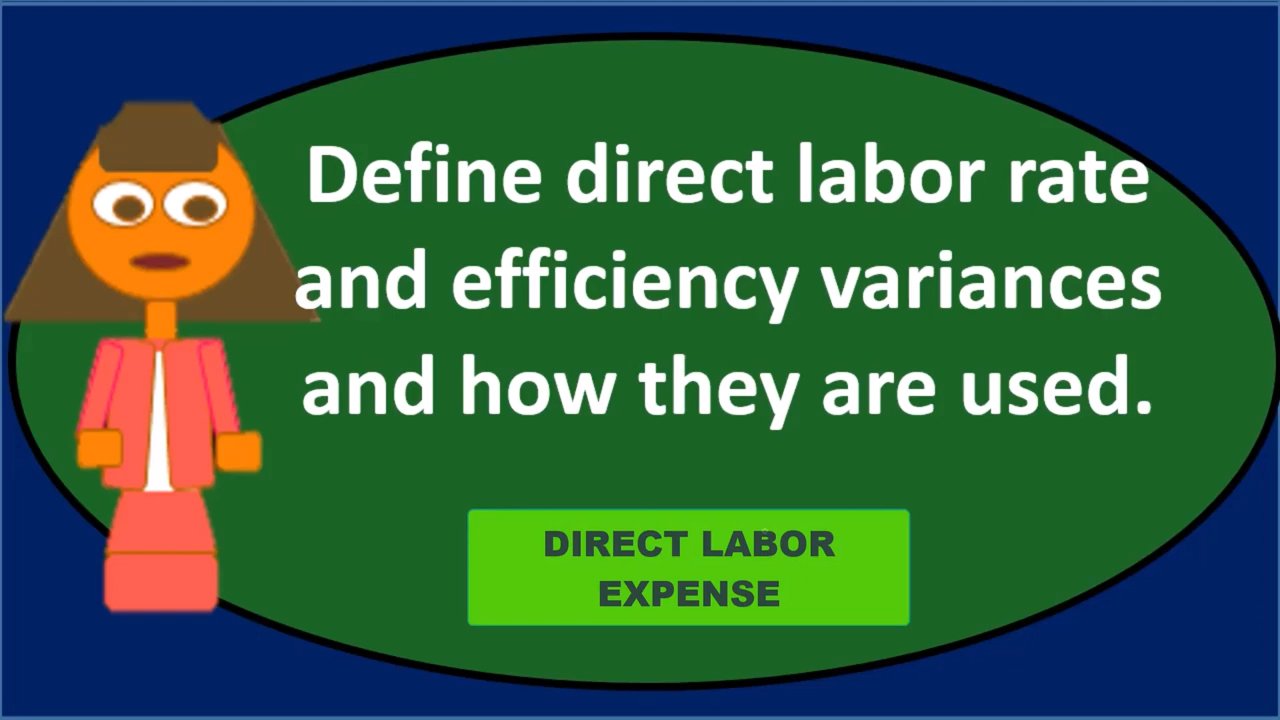 Define direct labor rate
and efficiency variances
and how they are used.
DIRECT LABOR
EXPENSE